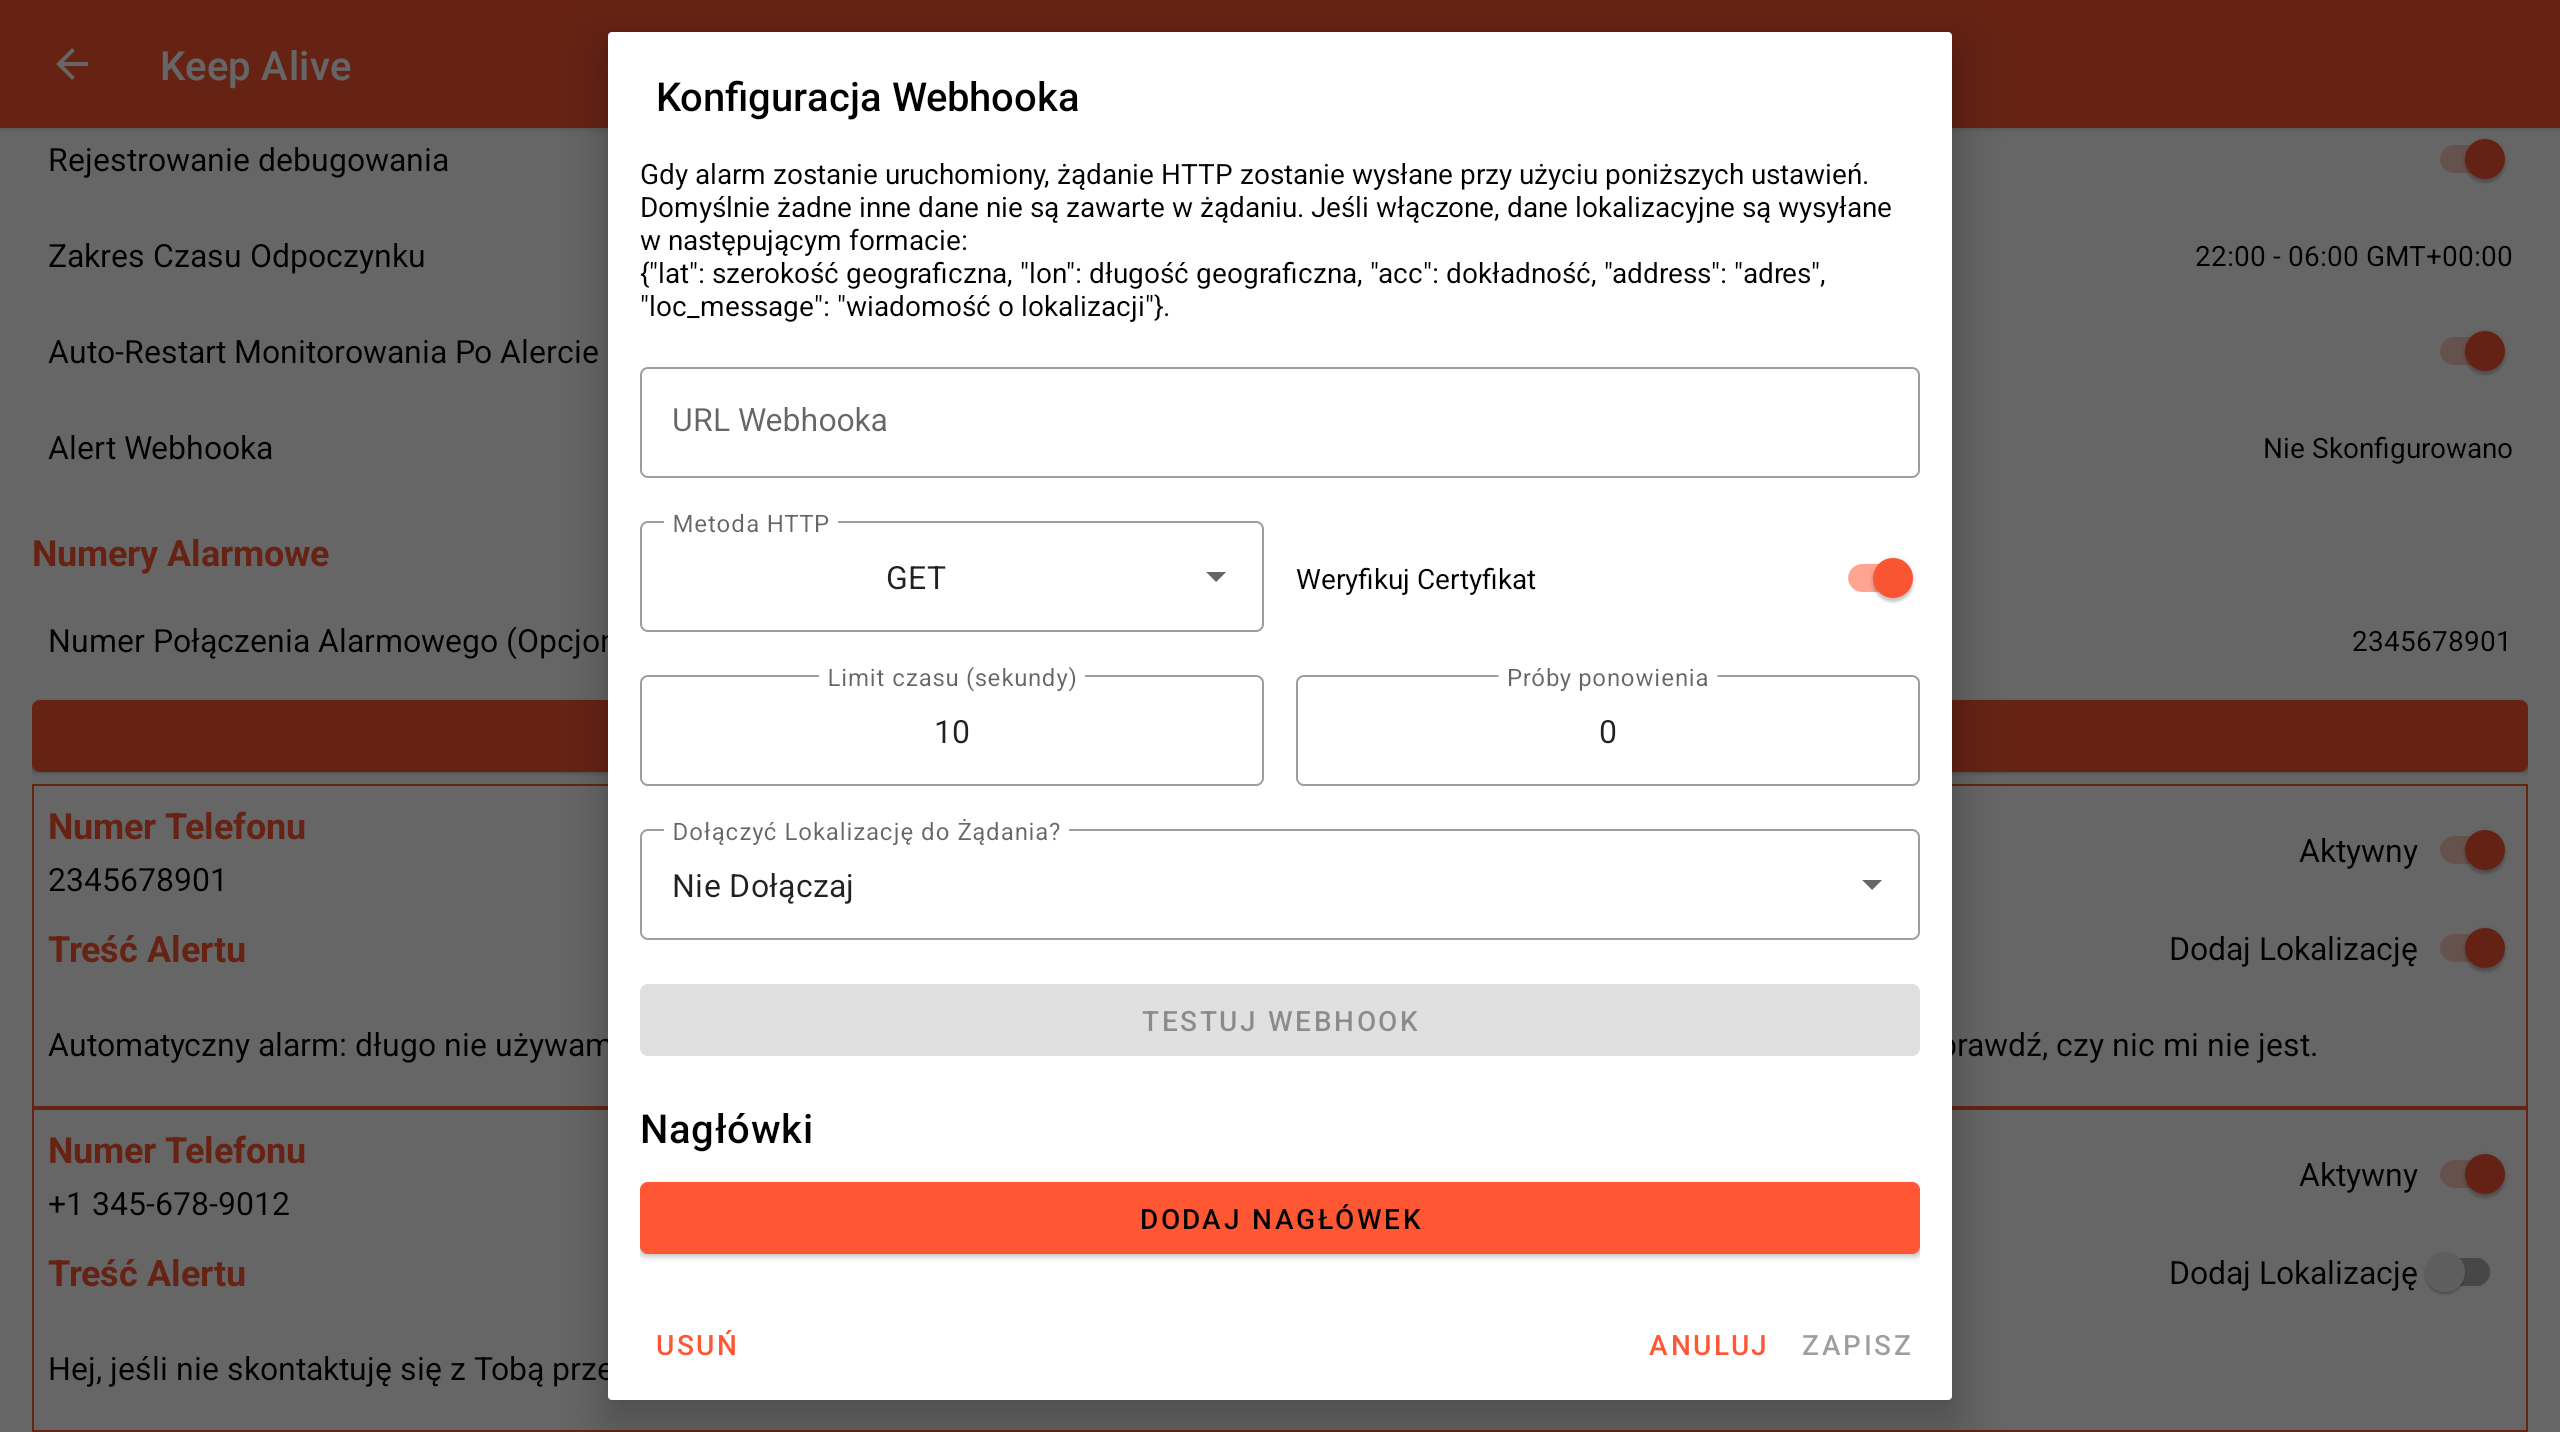 Keep Alive
Rejestrowanie debugowania
Zakres Czasu Odpoczynku
22:00 - 06:00 GMT+00:00
Auto-Restart Monitorowania Po Alercie
Alert Webhooka
Nie Skonfigurowano
Numery Alarmowe
Numer Połączenia Alarmowego
2345678901
Numer Telefonu
2345678901
Aktywny
Treść Alertu
Dodaj Lokalizację
Automatyczny alarm: długo nie używam
czy nic mi nie jest.
Numer Telefonu
+1 345-678-9012
Aktywny
Treść Alertu
Dodaj Lokalizację
Hej, jeśli nie skontaktuję się z Tobą
Konfiguracja Webhooka
Gdy alarm zostanie uruchomiony, żądanie HTTP zostanie wysłane przy użyciu poniższych ustawień.
Domyślnie żadne inne dane nie są zawarte w żądaniu. Jeśli włączone, dane lokalizacyjne są wysyłane
w następującym formacie:
{"lat": szerokość geograficzna, "lon": długość geograficzna, "acc": dokładność, "address": "adres",
"loc_message": "wiadomość o lokalizacji"}.
URL Webhooka
Metoda HTTP
GET
Weryfikuj Certyfikat
Limit czasu (sekundy)
10
Próby ponowienia
0
Dołączyć Lokalizację do Żądania?
Nie Dołączaj
TESTUJ WEBHOOK
Nagłówki
DODAJ NAGŁÓWEK
USUŃ
ANULUJ
ZAPISZ